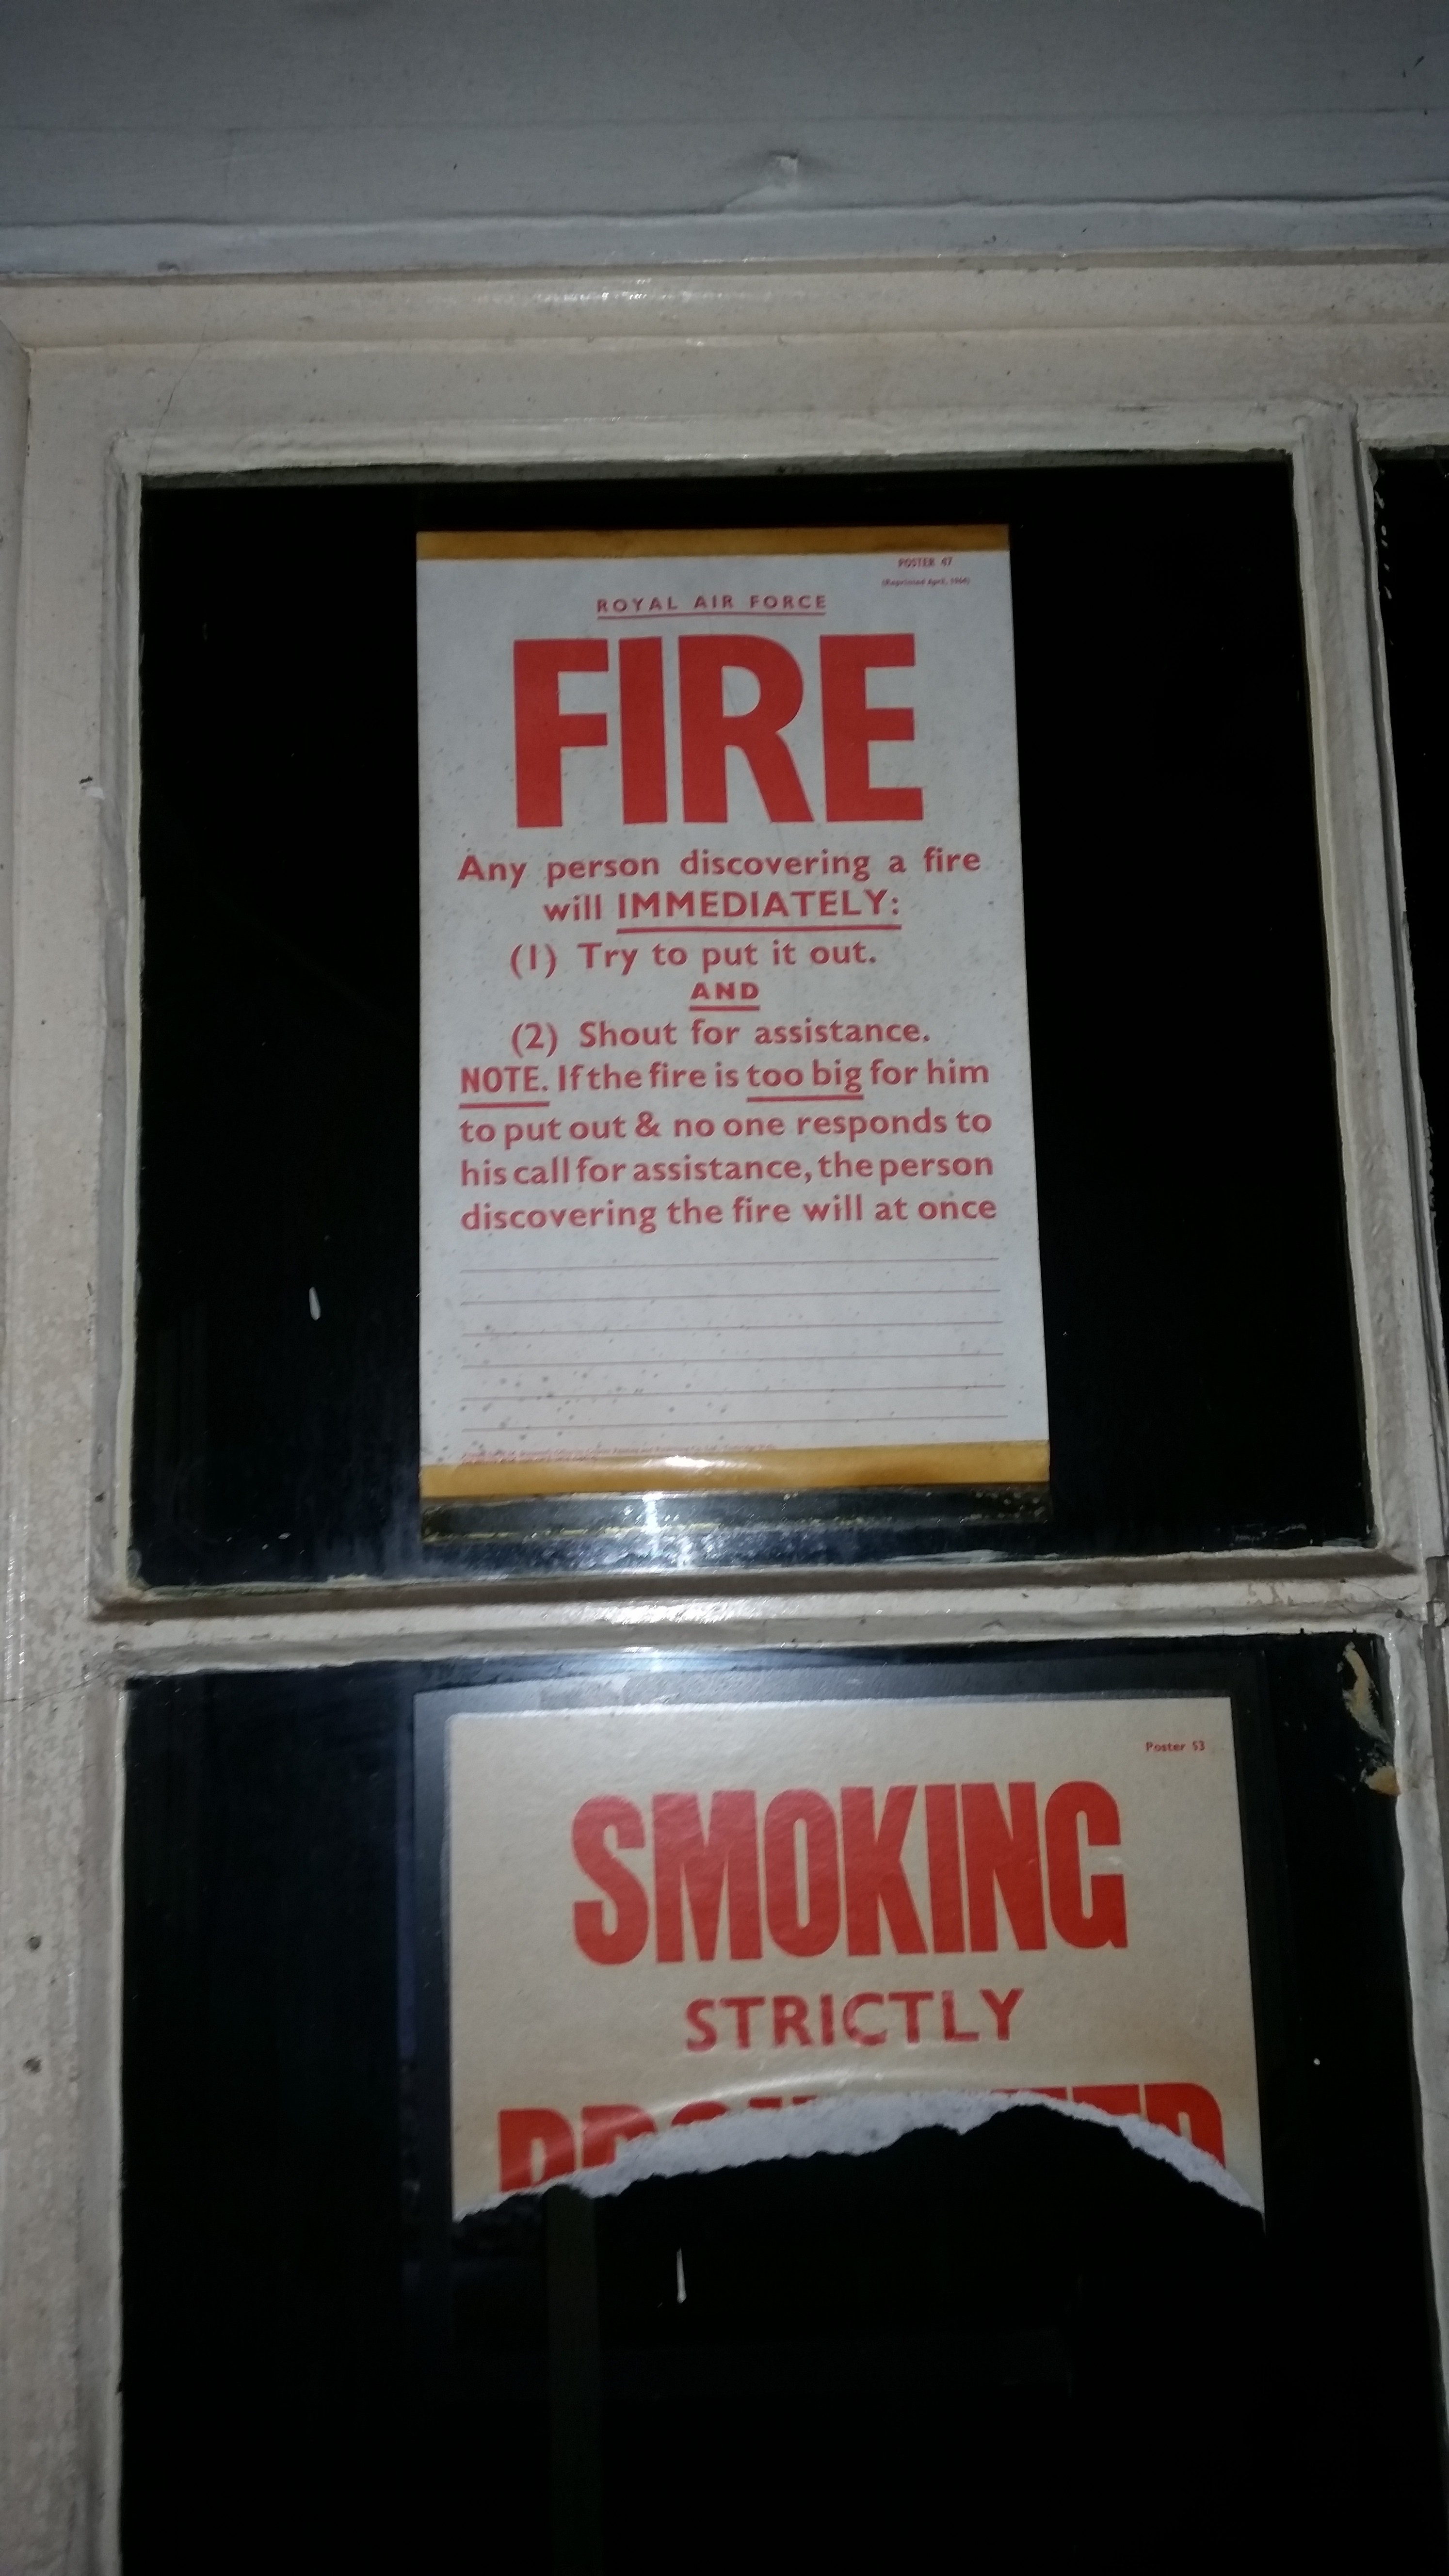 POSTER 47
ROYAL AIR FORCE
FIRE
Any person discovering a fire
will IMMEDIATELY:
(1) Try to put it out.
AND
(2) Shout for assistance.
NOTE. If the fire is too big for him
to put out & no one responds to
his call for assistance, the person
discovering the fire will at once
Poster 53
SMOKING
STRICTLY